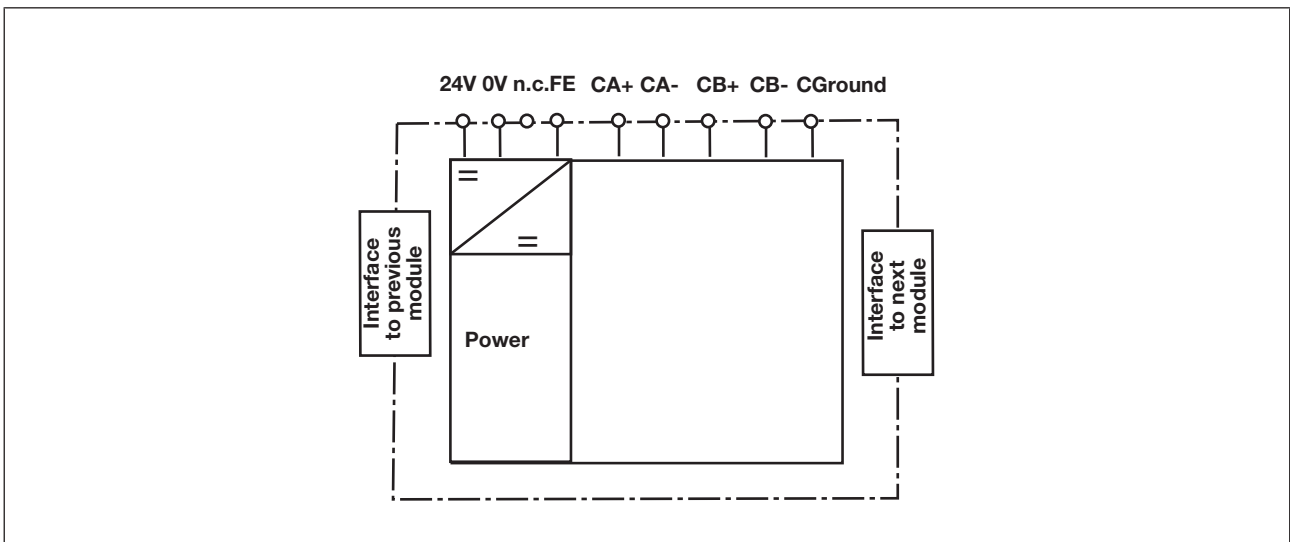 24V 0V n.c.FE CA+ CA- CB+ CB- CGround
Interface
to previous
module
Power
Interface
to next
module